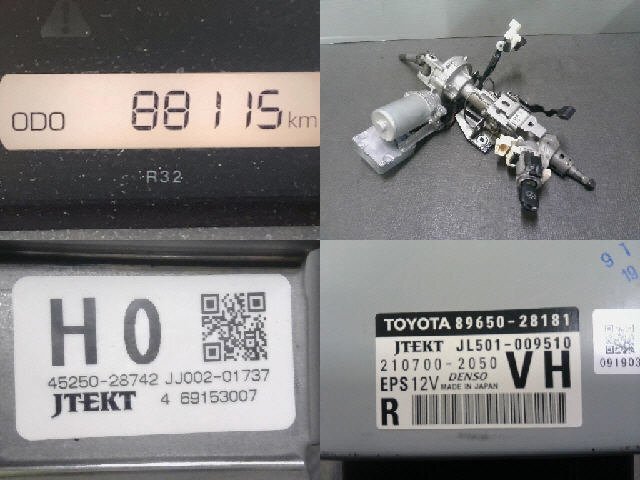 ODO 88115 km
R32
H0
45250-28742 JJ002-01737
JTEKT 4 69153007
9 1
19
TOYOTA 89650-28181
JTEKT JL501-009510
210700-2050 VH
EPS12V DENSO MADE IN JAPAN
R
091903